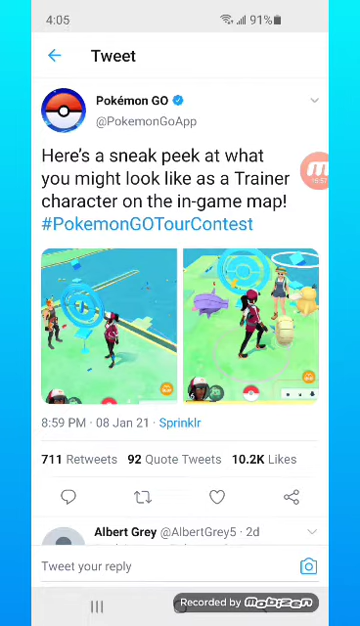 4:05
91%
Tweet
Pokémon GO
@PokemonGoApp
Here's a sneak peek at what
you might look like as a Trainer
character on the in-game map!
#PokemonGOTourContest
8:59 PM · 08 Jan 21 · Sprinklr
711 Retweets 92 Quote Tweets 10.2K Likes
Albert Grey @AlbertGrey5 · 2d
Tweet your reply
Recorded by mobizen